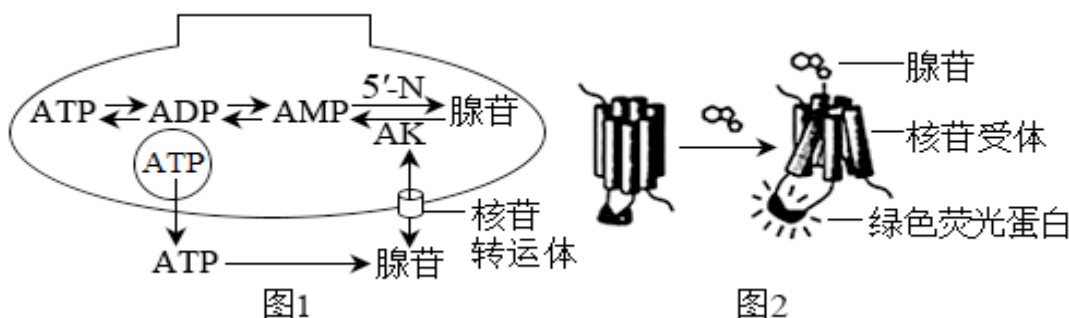 5′-N
ATP ADP AMP 腺苷
AK
ATP
核苷
转运体
ATP 腺苷
图1
腺苷
核苷受体
绿色荧光蛋白
图2